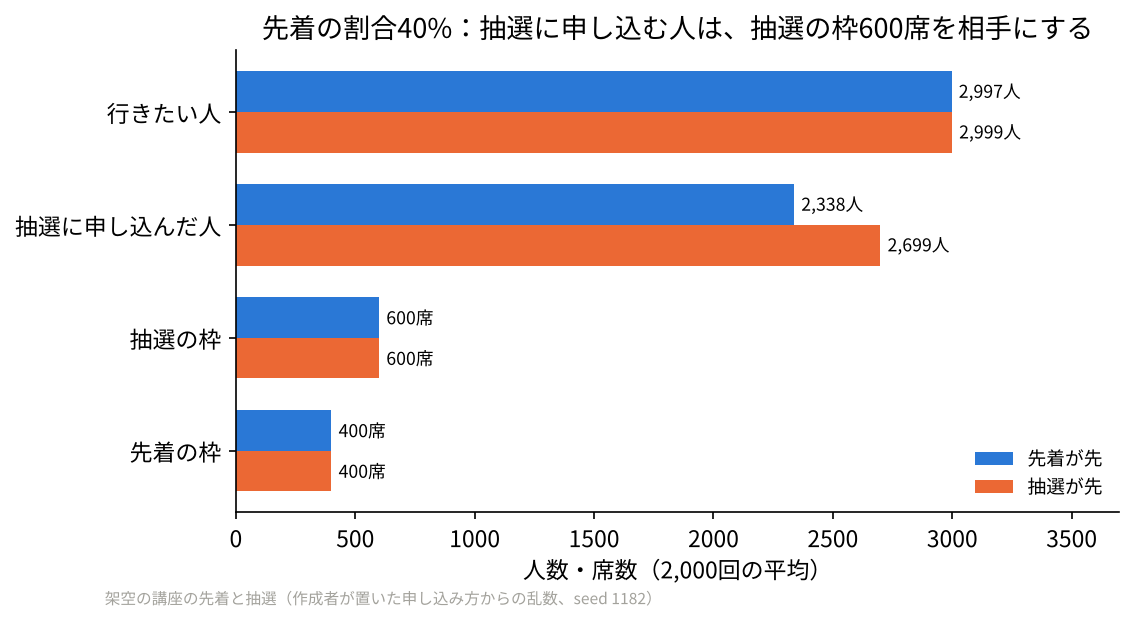 先着の割合40%：抽選に申し込む人は、抽選の枠600席を相手にする
行きたい人
2,997人
2,999人
抽選に申し込んだ人
2,338人
2,699人
抽選の枠
600席
600席
先着の枠
400席
400席
先着が先
抽選が先
0 500 1000 1500 2000 2500 3000 3500
人数・席数（2,000回の平均）
架空の講座の先着と抽選（作成者が置いた申し込み方からの乱数、seed 1182）